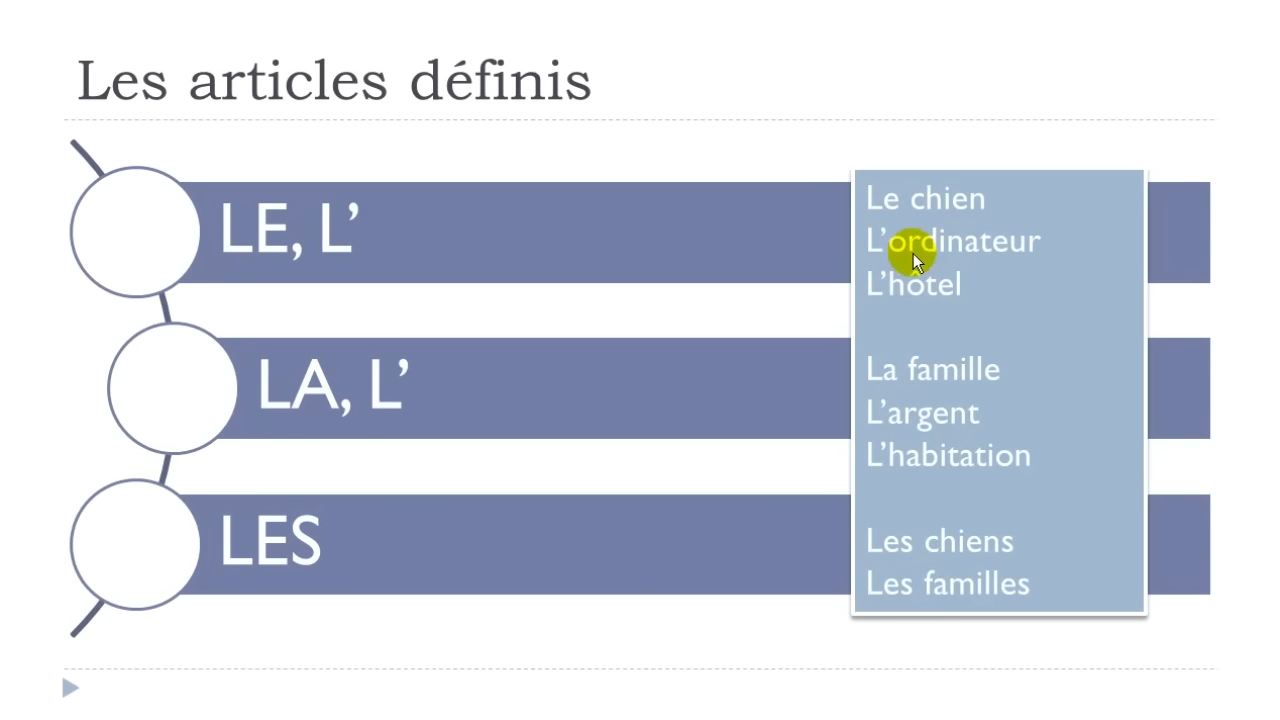 Les articles définis
LE, L’
LA, L’
LES
Le chien
L’ordinateur
L’hôtel
La famille
L’argent
L’habitation
Les chiens
Les familles